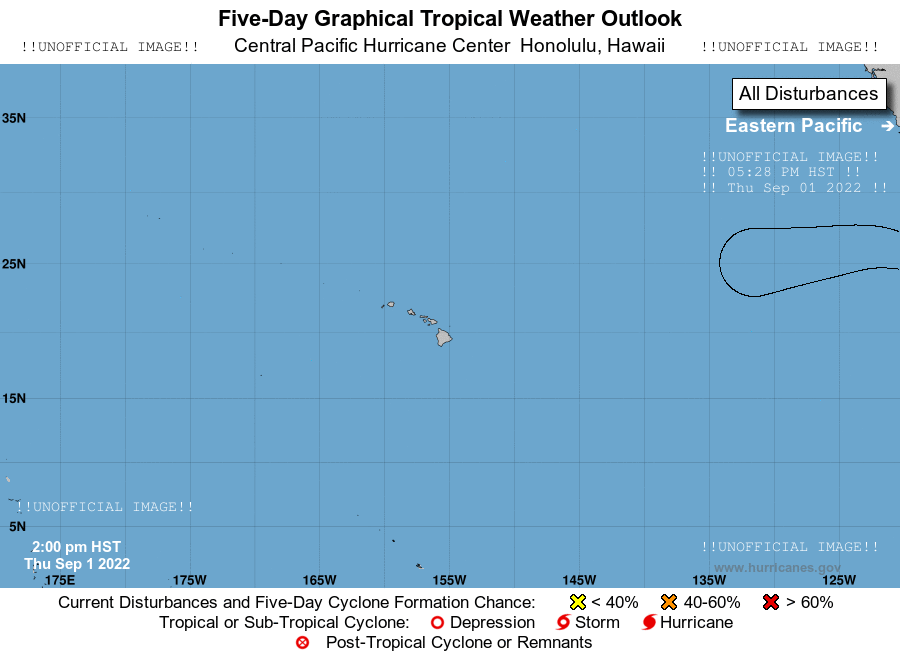 Five-Day Graphical Tropical Weather Outlook
!!UNOFFICIAL IMAGE!! Central Pacific Hurricane Center Honolulu, Hawaii !!UNOFFICIAL IMAGE!!
All Disturbances
35N
Eastern Pacific →
!!UNOFFICIAL IMAGE!!
!! 05:28 PM HST !!
!! Thu Sep 01 2022 !!
25N
15N
!!UNOFFICIAL IMAGE!!
5N
2:00 pm HST
Thu Sep 1 2022
!!UNOFFICIAL IMAGE!!
www.hurricanes.gov
175E 175W 165W 155W 145W 135W 125W
Current Disturbances and Five-Day Cyclone Formation Chance: < 40% 40-60% > 60%
Tropical or Sub-Tropical Cyclone: Depression Storm Hurricane
Post-Tropical Cyclone or Remnants